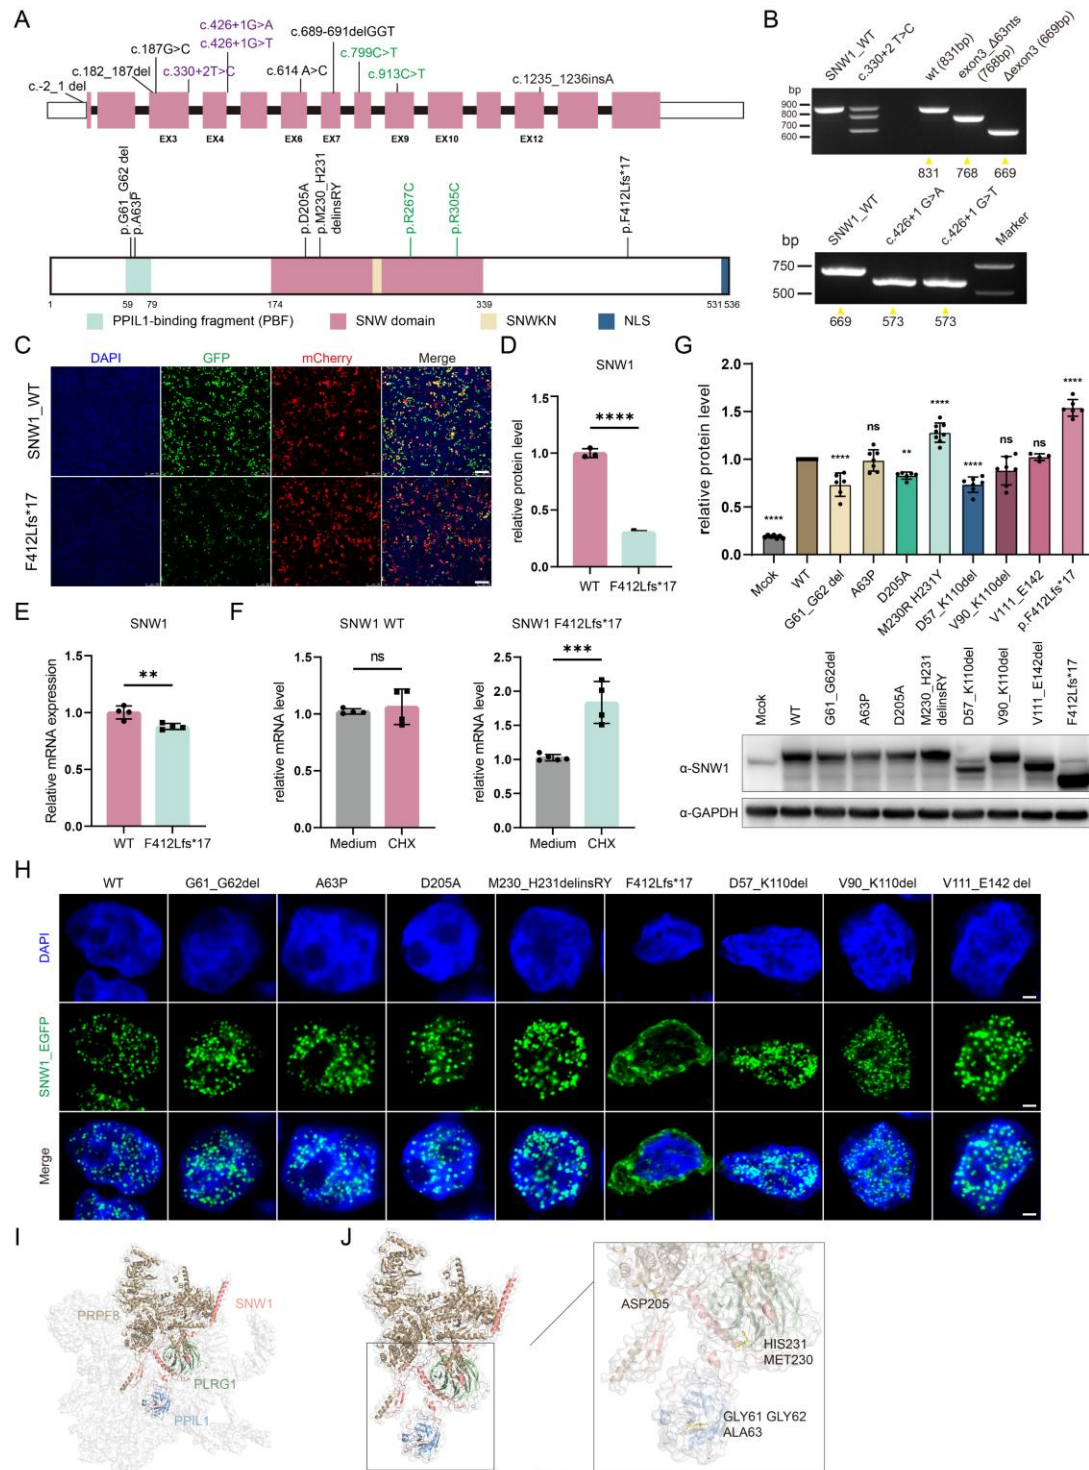 A
c.426+1G>A
c.426+1G>T
c.689-691delGGT
c.187G>C
c.799C>T
c.182_187del
c.330+2T>C
c.614 A>C
c.913C>T
c.1235_1236insA
c.-2_1 del
EX3 EX4 EX6 EX7 EX9 EX10 EX12
p.G61_G62 del
p.A63P
p.D205A
p.M230_H231
delinsRY
p.R267C
p.R305C
p.F412Lfs*17
1 59 79 174 339 531 536
PPIL1-binding fragment (PBF) SNW domain SNWKN NLS
B
SNW1_WT
c.330+2 T>C
wt (831bp)
exon3_Δ63nts
(768bp)
Δexon3 (669bp)
bp
900
800
600
831 768 669
SNW1_WT
c.426+1 G>A
c.426+1 G>T
Marker
bp
750
500
669 573 573
C
DAPI GFP mCherry Merge
SNW1_WT
F412Lfs*17
D
SNW1
relative protein level
1.5
1.0
0.5
0.0
****
WT F412Lfs*17
E
SNW1
Relative mRNA expression
1.5
1.0
0.5
0.0
**
WT F412Lfs*17
F
SNW1 WT
relative mRNA level
1.5
1.0
0.5
0.0
ns
Medium CHX
SNW1 F412Lfs*17
relative mRNA level
2.0
1.5
1.0
0.5
0.0
***
Medium CHX
G
relative protein level
2.0
1.5
1.0
0.5
0.0
**** **** ns ** **** **** ns ns ****
Mcok
WT
G61_G62 del
A63P
D205A
M230R H231Y
D57_K110del
V90_K110del
V111_E142
p.F412Lfs*17
Mcok
WT
G61_G62del
A63P
D205A
M230_H231
delinsRY
D57_K110del
V90_K110del
V111_E142del
F412Lfs*17
α-SNW1
α-GAPDH
H
WT G61_G62del A63P D205A M230_H231delinsRY F412Lfs*17 D57_K110del V90_K110del V111_E142 del
DAPI
SNW1_EGFP
Merge
I
PRPF8
SNW1
PLRG1
PPIL1
J
ASP205
HIS231
MET230
GLY61 GLY62
ALA63